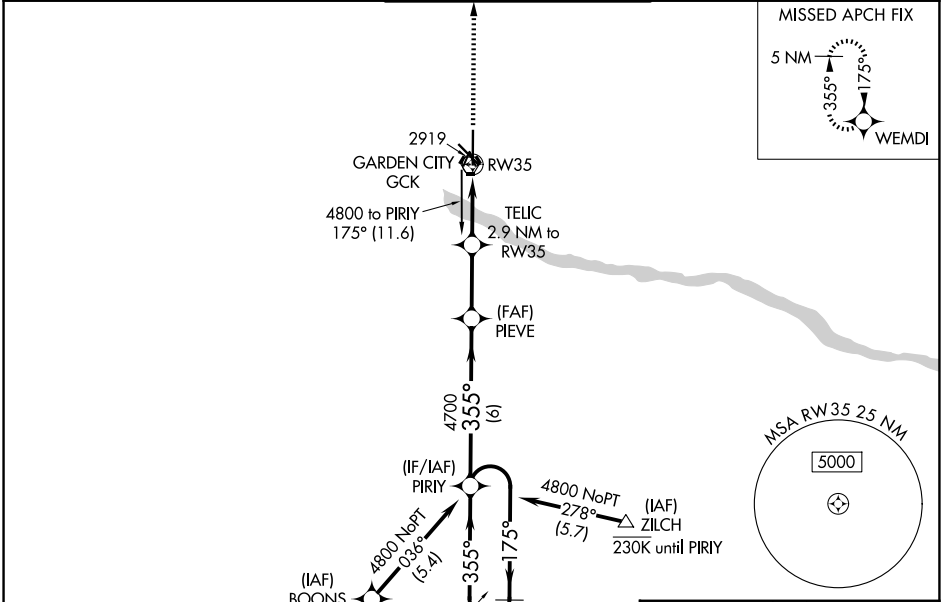 MISSED APCH FIX
5 NM
355°
175°
WEMDI
2919
GARDEN CITY
GCK
RW35
4800 to PIRIY
175° (11.6)
TELIC
2.9 NM to
RW35
(FAF)
PIEVE
4700
355°
(6)
MSA RW35 25 NM
5000
(IF/IAF)
PIRIY
4800 NoPT
278°
(5.7)
(IAF)
ZILCH
230K until PIRIY
4800 NoPT
036°
(5.4)
355°
175°
(IAF)
BOONS